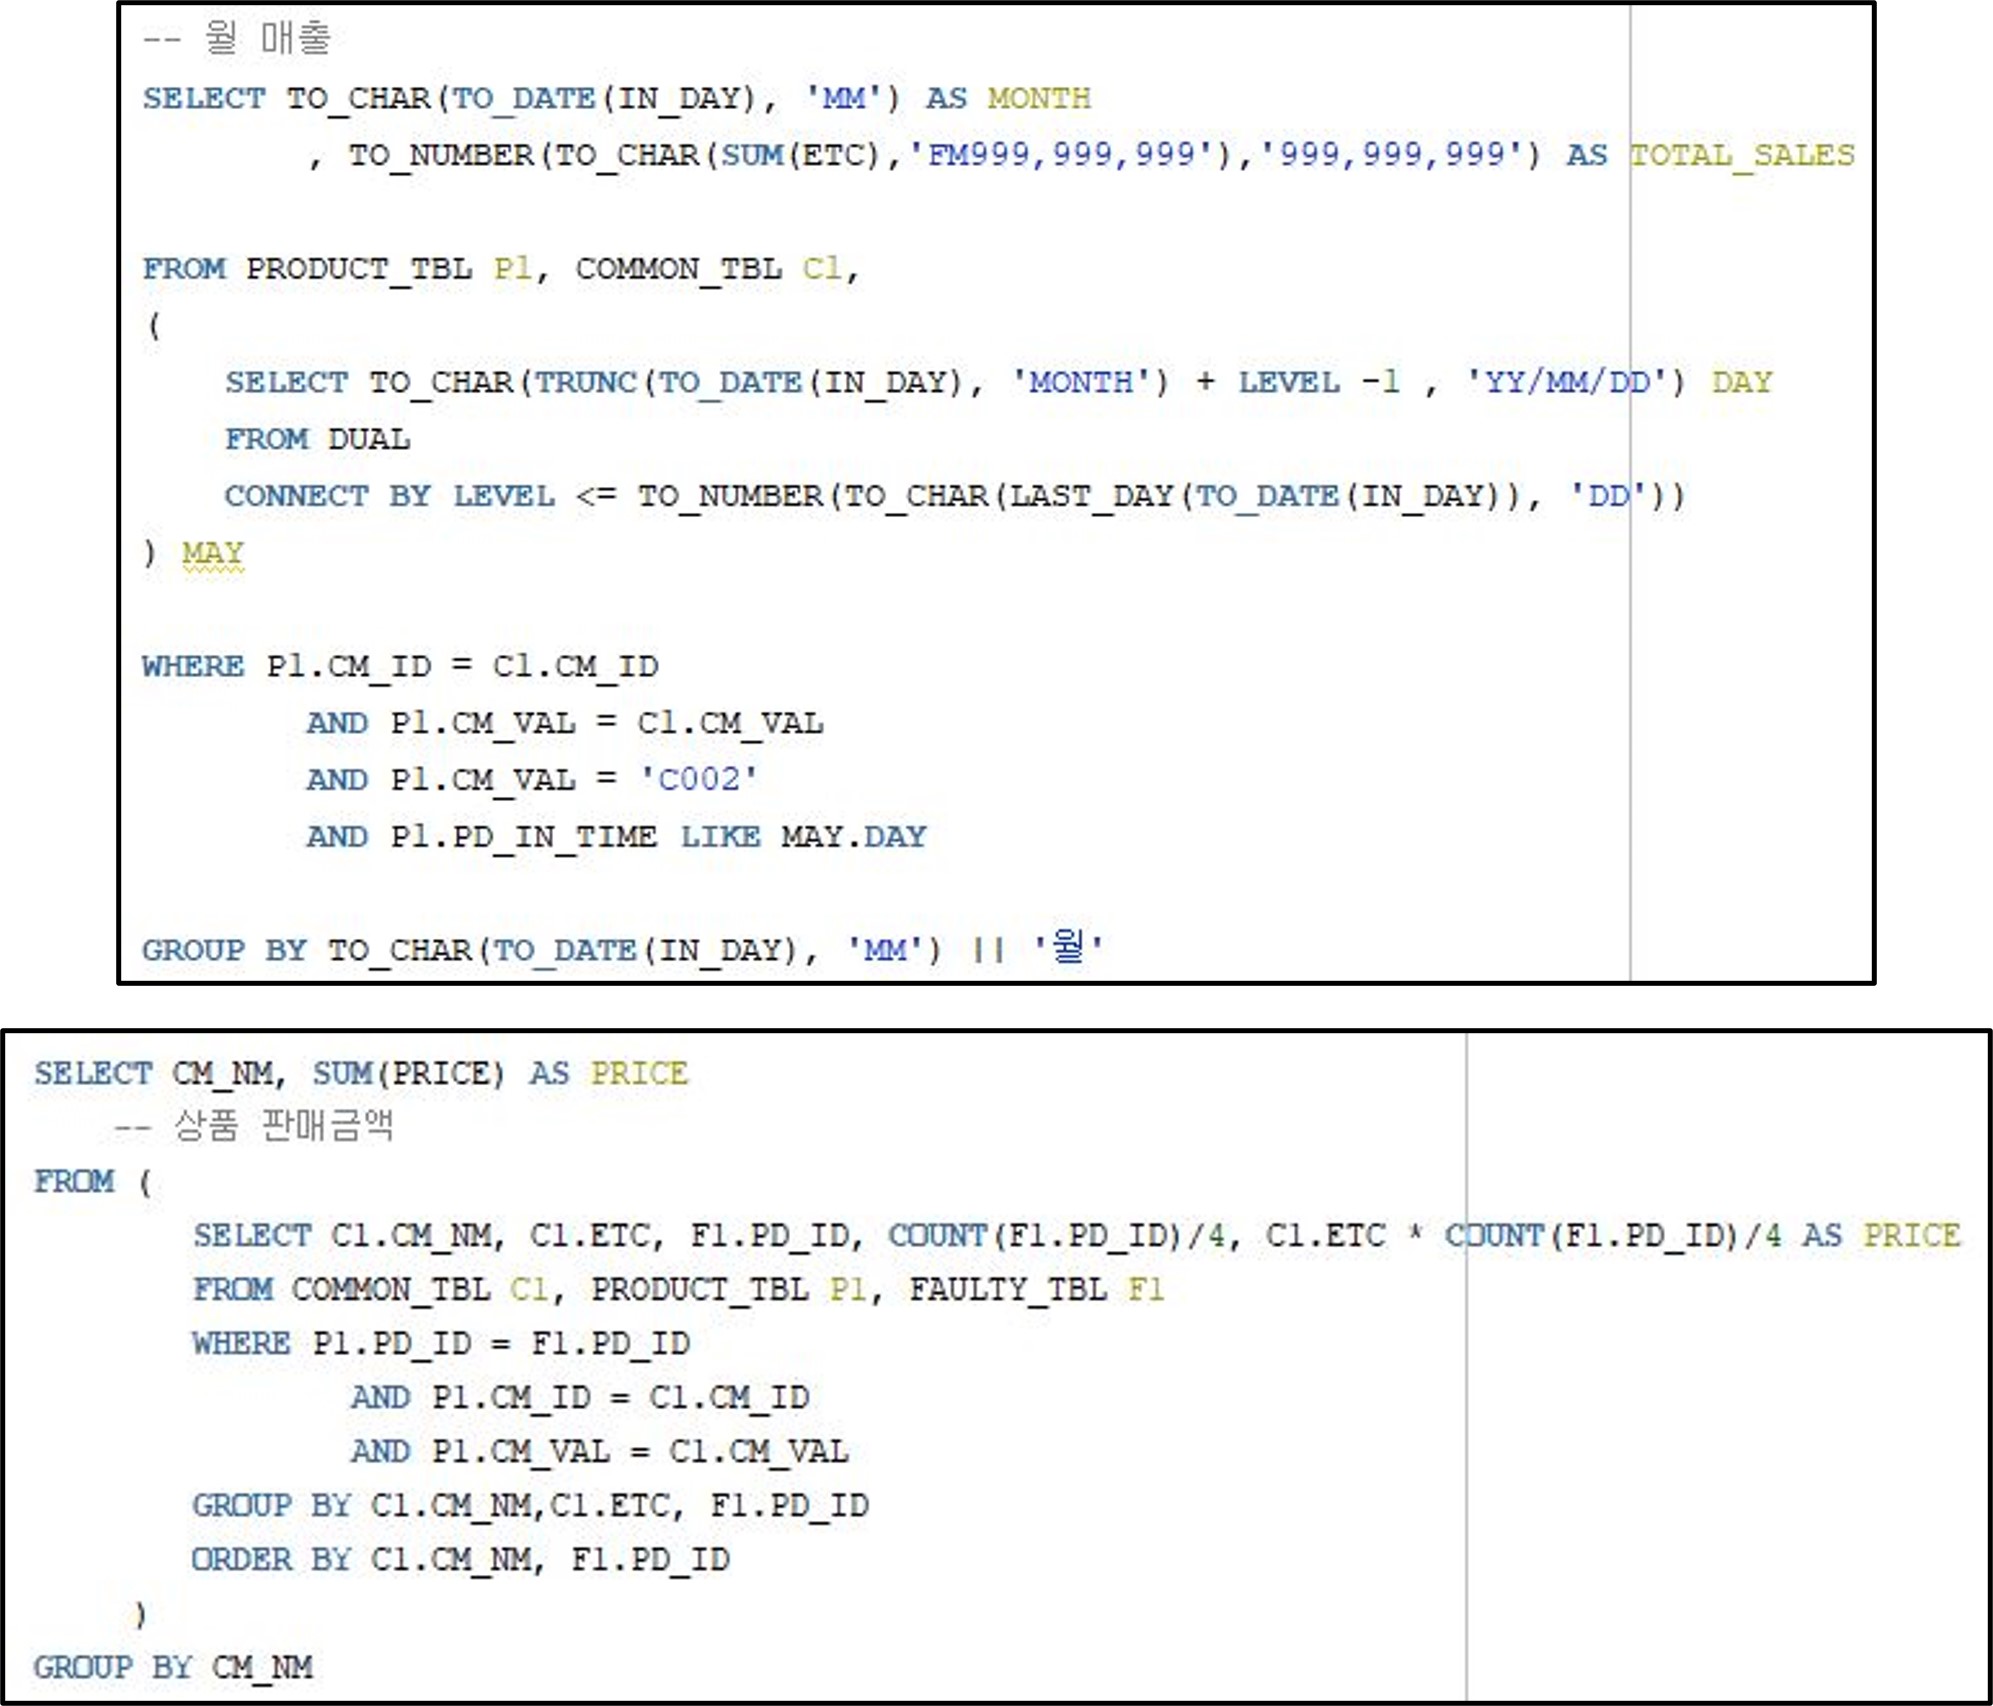 -- 월 매출
SELECT TO_CHAR(TO_DATE(IN_DAY), 'MM') AS MONTH
, TO_NUMBER(TO_CHAR(SUM(ETC),'FM999,999,999'),'999,999,999') AS TOTAL_SALES
FROM PRODUCT_TBL P1, COMMON_TBL C1,
(
SELECT TO_CHAR(TRUNC(TO_DATE(IN_DAY), 'MONTH') + LEVEL -1 , 'YY/MM/DD') DAY
FROM DUAL
CONNECT BY LEVEL <= TO_NUMBER(TO_CHAR(LAST_DAY(TO_DATE(IN_DAY)), 'DD'))
) MAY
WHERE P1.CM_ID = C1.CM_ID
AND P1.CM_VAL = C1.CM_VAL
AND P1.CM_VAL = 'C002'
AND P1.PD_IN_TIME LIKE MAY.DAY
GROUP BY TO_CHAR(TO_DATE(IN_DAY), 'MM') || '월'
SELECT CM_NM, SUM(PRICE) AS PRICE
-- 상품 판매금액
FROM (
SELECT C1.CM_NM, C1.ETC, F1.PD_ID, COUNT(F1.PD_ID)/4, C1.ETC * COUNT(F1.PD_ID)/4 AS PRICE
FROM COMMON_TBL C1, PRODUCT_TBL P1, FAULTY_TBL F1
WHERE P1.PD_ID = F1.PD_ID
AND P1.CM_ID = C1.CM_ID
AND P1.CM_VAL = C1.CM_VAL
GROUP BY C1.CM_NM,C1.ETC, F1.PD_ID
ORDER BY C1.CM_NM, F1.PD_ID
)
GROUP BY CM_NM